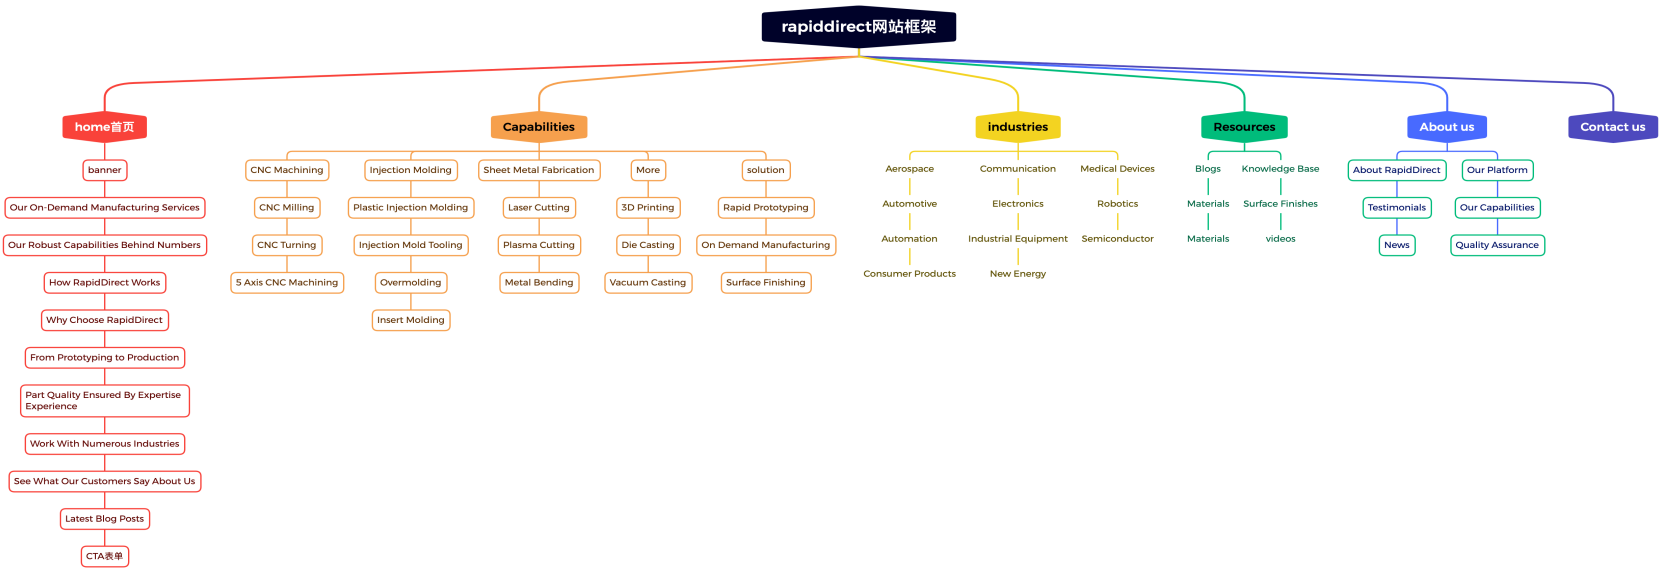 rapiddirect网站框架
home首页
banner
Our On-Demand Manufacturing Services
Our Robust Capabilities Behind Numbers
How RapidDirect Works
Why Choose RapidDirect
From Prototyping to Production
Part Quality Ensured By Expertise
Experience
Work With Numerous Industries
See What Our Customers Say About Us
Latest Blog Posts
CTA表单
Capabilities
CNC Machining
CNC Milling
CNC Turning
5 Axis CNC Machining
Injection Molding
Plastic Injection Molding
Injection Mold Tooling
Overmolding
Insert Molding
Sheet Metal Fabrication
Laser Cutting
Plasma Cutting
Metal Bending
More
3D Printing
Die Casting
Vacuum Casting
solution
Rapid Prototyping
On Demand Manufacturing
Surface Finishing
industries
Aerospace
Automotive
Automation
Consumer Products
Communication
Electronics
Industrial Equipment
New Energy
Medical Devices
Robotics
Semiconductor
Resources
Blogs
Materials
Materials
Knowledge Base
Surface Finishes
videos
About us
About RapidDirect
Testimonials
News
Our Platform
Our Capabilities
Quality Assurance
Contact us